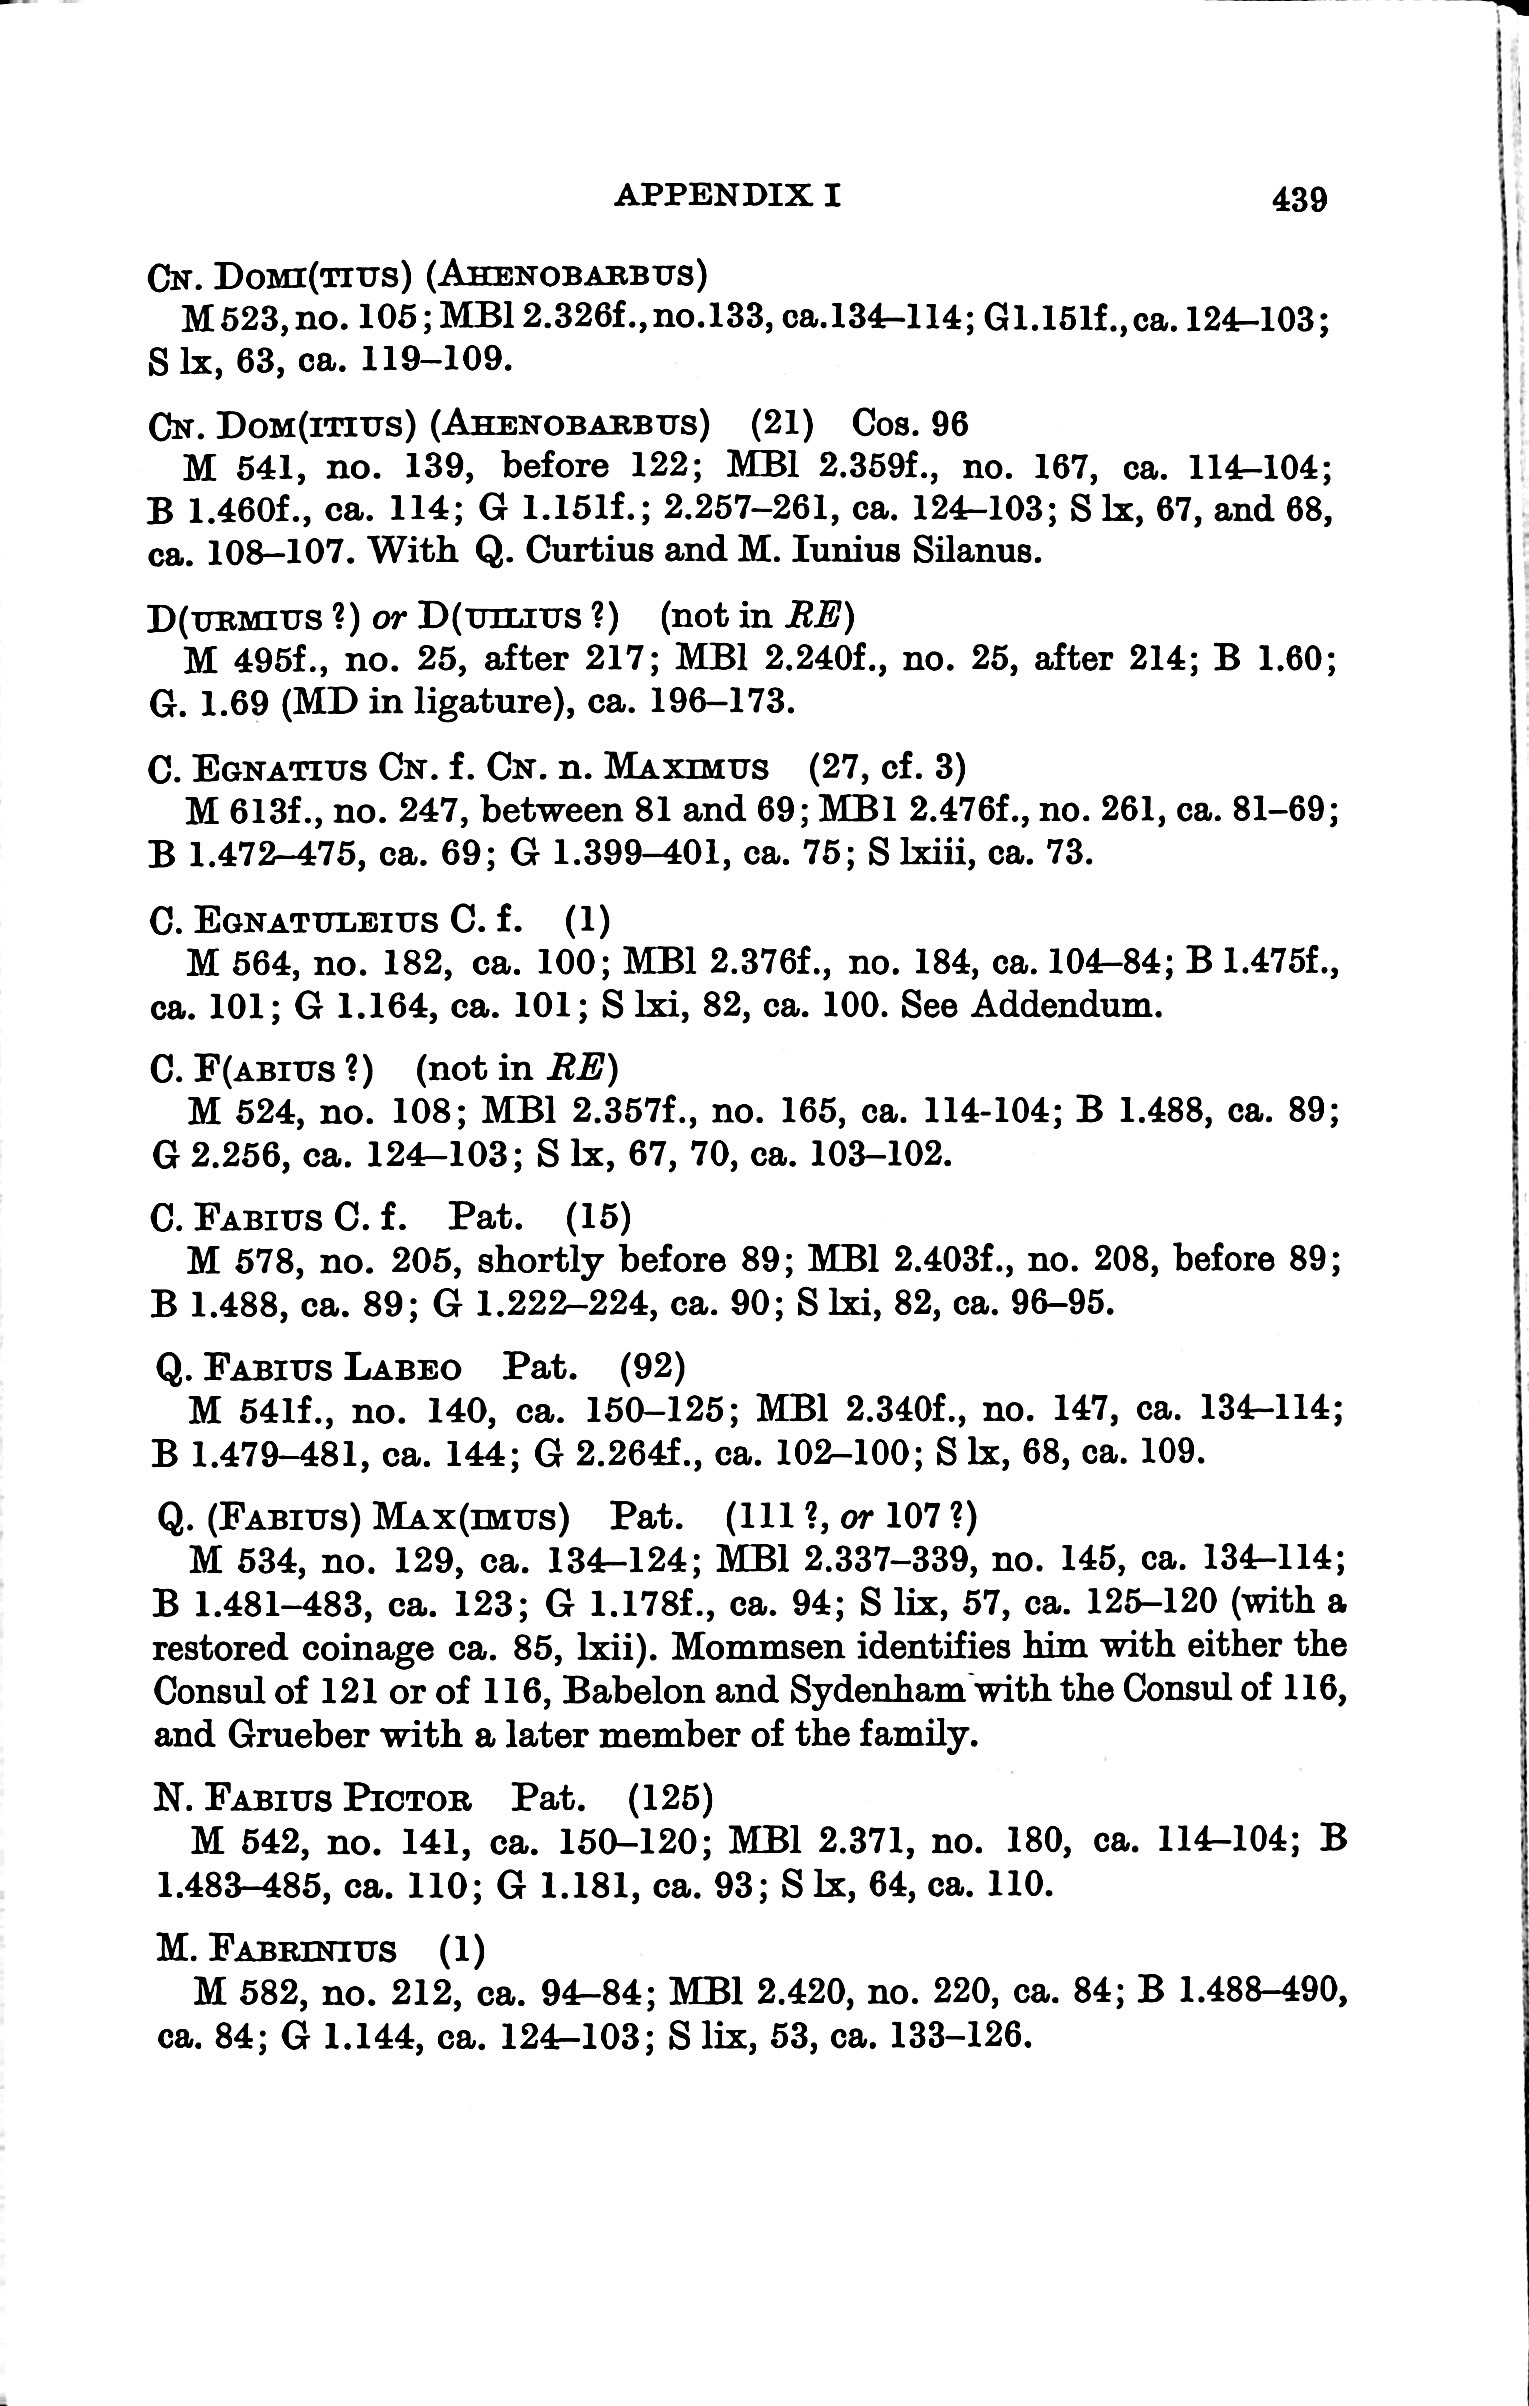 APPENDIX I 439
CN. DOMI(TIUS) (AHENOBARBUS)
M 523, no. 105; MBl 2.326f., no. 133, ca. 134–114; G 1.151f., ca. 124–103;
S lx, 63, ca. 119–109.
CN. DOM(ITIUS) (AHENOBARBUS) (21) Cos. 96
M 541, no. 139, before 122; MBl 2.359f., no. 167, ca. 114–104;
B 1.460f., ca. 114; G 1.151f.; 2.257–261, ca. 124–103; S lx, 67, and 68,
ca. 108–107. With Q. Curtius and M. Iunius Silanus.
D(URMIUS ?) or D(UILIUS ?) (not in RE)
M 495f., no. 25, after 217; MBl 2.240f., no. 25, after 214; B 1.60;
G. 1.69 (MD in ligature), ca. 196–173.
C. EGNATIUS CN. f. CN. n. MAXIMUS (27, cf. 3)
M 613f., no. 247, between 81 and 69; MBl 2.476f., no. 261, ca. 81–69;
B 1.472–475, ca. 69; G 1.399–401, ca. 75; S lxiii, ca. 73.
C. EGNATULEIUS C. f. (1)
M 564, no. 182, ca. 100; MBl 2.376f., no. 184, ca. 104–84; B 1.475f.,
ca. 101; G 1.164, ca. 101; S lxi, 82, ca. 100. See Addendum.
C. F(ABIUS ?) (not in RE)
M 524, no. 108; MBl 2.357f., no. 165, ca. 114-104; B 1.488, ca. 89;
G 2.256, ca. 124–103; S lx, 67, 70, ca. 103–102.
C. FABIUS C. f. Pat. (15)
M 578, no. 205, shortly before 89; MBl 2.403f., no. 208, before 89;
B 1.488, ca. 89; G 1.222–224, ca. 90; S lxi, 82, ca. 96–95.
Q. FABIUS LABEO Pat. (92)
M 541f., no. 140, ca. 150–125; MBl 2.340f., no. 147, ca. 134–114;
B 1.479–481, ca. 144; G 2.264f., ca. 102–100; S lx, 68, ca. 109.
Q. (FABIUS) MAX(IMUS) Pat. (111 ?, or 107 ?)
M 534, no. 129, ca. 134–124; MBl 2.337–339, no. 145, ca. 134–114;
B 1.481–483, ca. 123; G 1.178f., ca. 94; S lix, 57, ca. 125–120 (with a
restored coinage ca. 85, lxii). Mommsen identifies him with either the
Consul of 121 or of 116, Babelon and Sydenham with the Consul of 116,
and Grueber with a later member of the family.
N. FABIUS PICTOR Pat. (125)
M 542, no. 141, ca. 150–120; MBl 2.371, no. 180, ca. 114–104; B
1.483–485, ca. 110; G 1.181, ca. 93; S lx, 64, ca. 110.
M. FABRINIUS (1)
M 582, no. 212, ca. 94–84; MBl 2.420, no. 220, ca. 84; B 1.488–490,
ca. 84; G 1.144, ca. 124–103; S lix, 53, ca. 133–126.